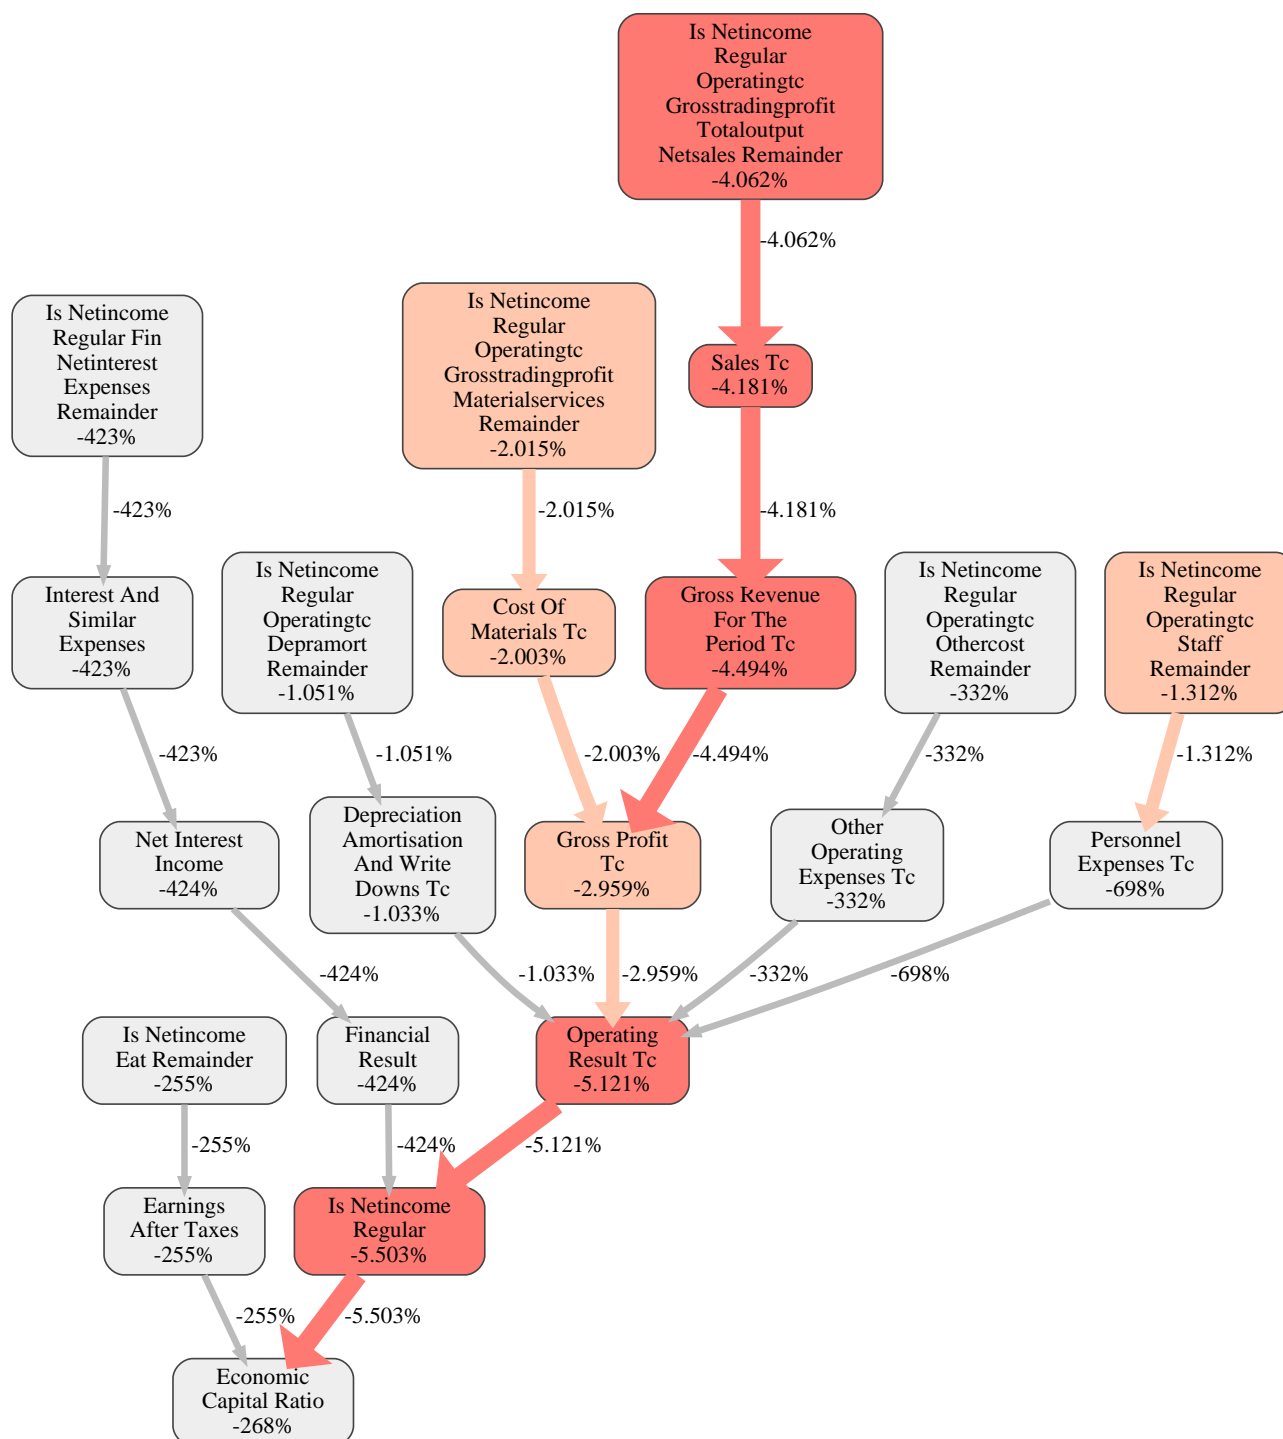 Is Netincome
Regular
Operatingtc
Grosstradingprofit
Totaloutput
Netsales Remainder
-4.062%
-4.062%
Is Netincome
Regular Fin
Netinterest
Expenses
Remainder
-423%
Is Netincome
Regular
Operatingtc
Grosstradingprofit
Materialservices
Remainder
-2.015%
Sales Tc
-4.181%
-423%
-2.015%
-4.181%
Interest And
Similar
Expenses
-423%
Is Netincome
Regular
Operatingtc
Depramort
Remainder
-1.051%
Cost Of
Materials Tc
-2.003%
Gross Revenue
For The
Period Tc
-4.494%
Is Netincome
Regular
Operatingtc
Othercost
Remainder
-332%
Is Netincome
Regular
Operatingtc
Staff
Remainder
-1.312%
-423%
-1.051%
-2.003%
-4.494%
-332%
-1.312%
Net Interest
Income
-424%
Depreciation
Amortisation
And Write
Downs Tc
-1.033%
Gross Profit
Tc
-2.959%
Other
Operating
Expenses Tc
-332%
Personnel
Expenses Tc
-698%
-424%
-1.033%
-2.959%
-332%
-698%
Is Netincome
Eat Remainder
-255%
Financial
Result
-424%
Operating
Result Tc
-5.121%
-255%
-424%
-5.121%
Earnings
After Taxes
-255%
Is Netincome
Regular
-5.503%
-255%
-5.503%
Economic
Capital Ratio
-268%